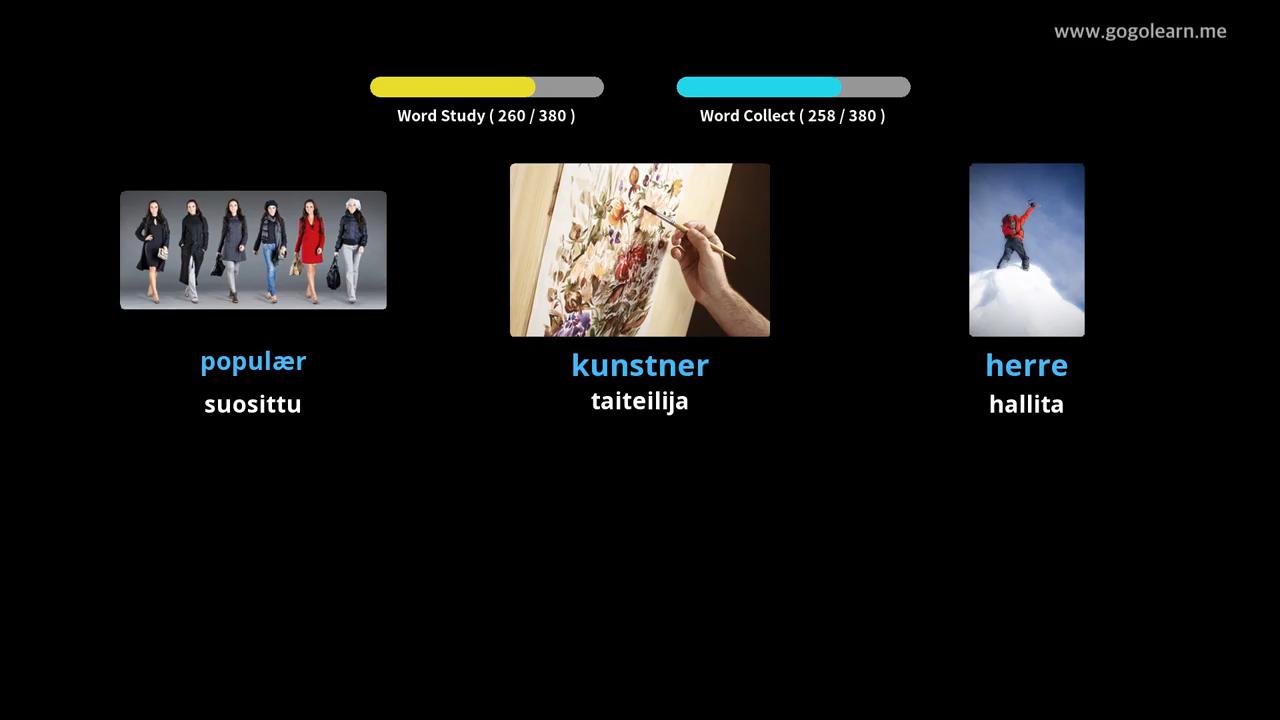 www.gogolearn.me
Word Study ( 260 / 380 )
Word Collect ( 258 / 380 )
populær
suosittu
kunstner
taiteilija
herre
hallita